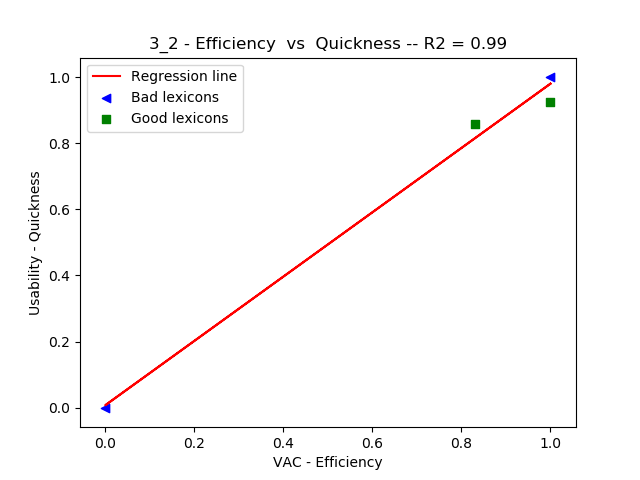 3_2 - Efficiency  vs  Quickness -- R2 = 0.99
Regression line
Bad lexicons
Good lexicons
1.0
0.8
0.6
0.4
0.2
0.0
Usability - Quickness
0.0 0.2 0.4 0.6 0.8 1.0
VAC - Efficiency